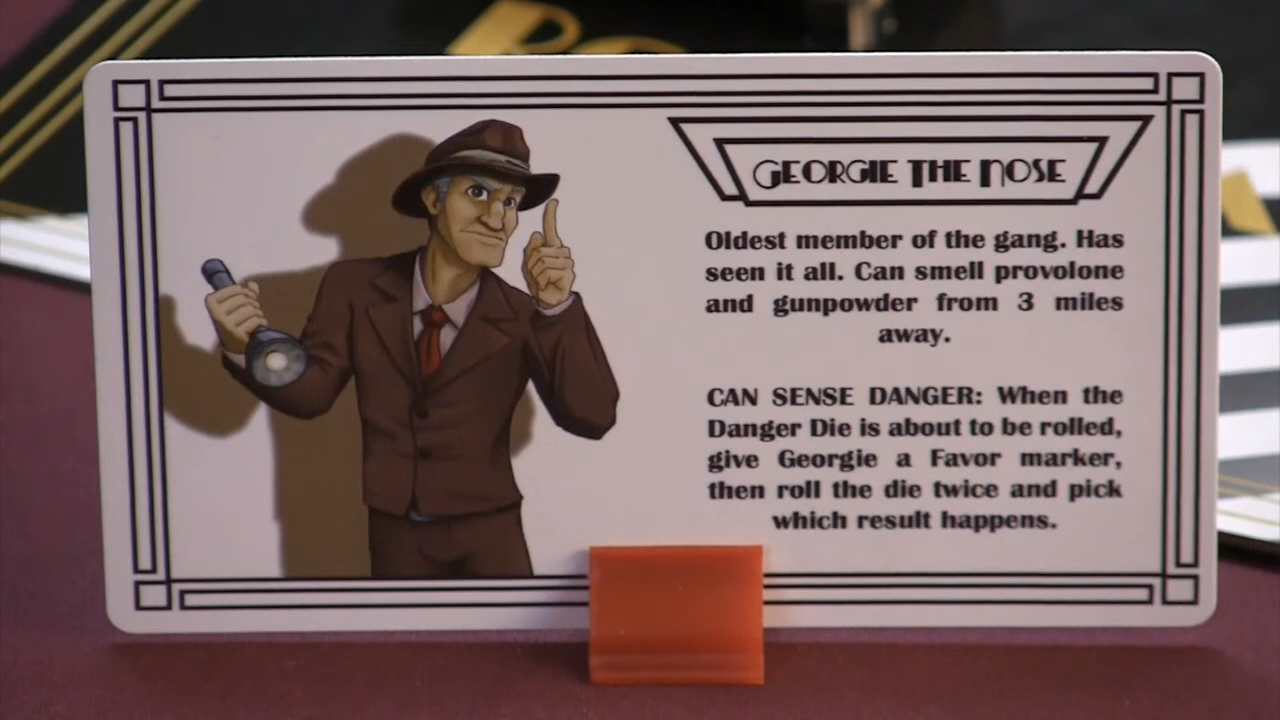 GEORGIE THE NOSE
Oldest member of the gang. Has
seen it all. Can smell provolone
and gunpowder from 3 miles
away.
CAN SENSE DANGER: When the
Danger Die is about to be rolled,
give Georgie a Favor marker,
then roll the die twice and pick
which result happens.